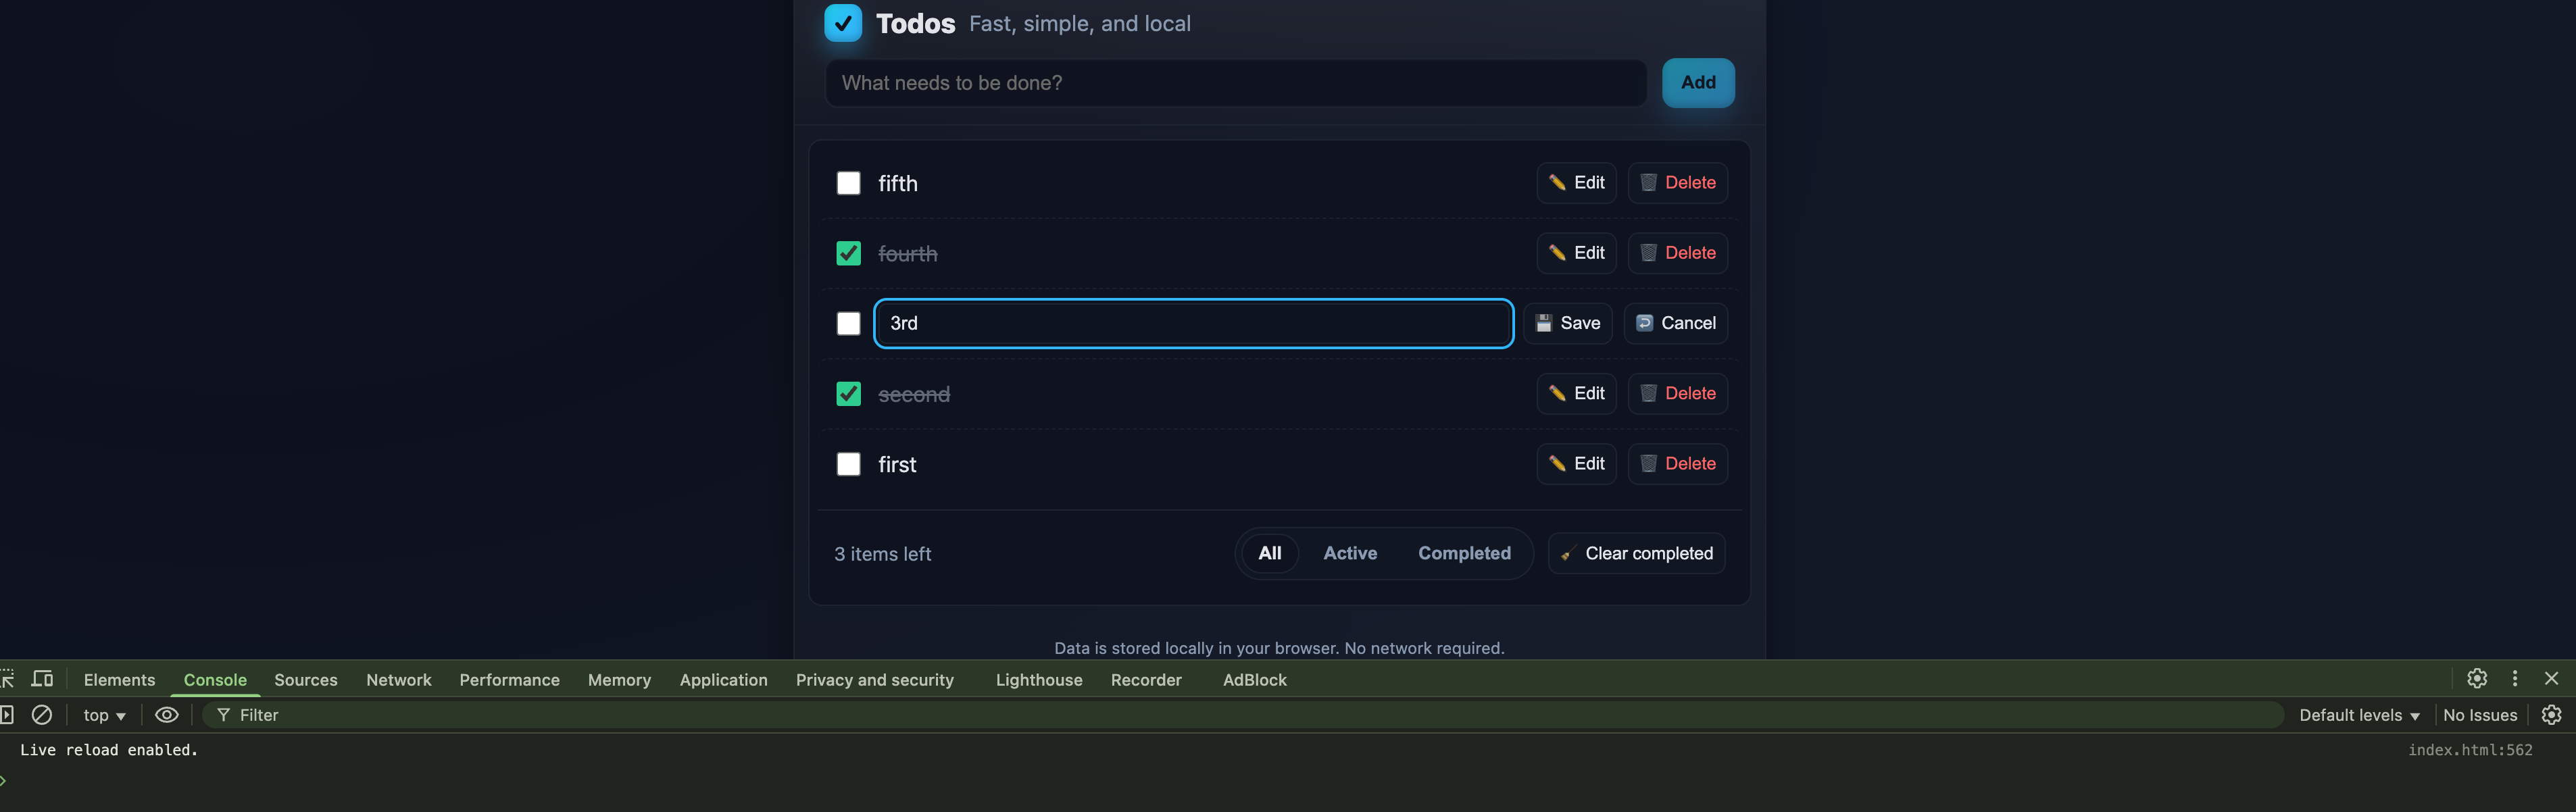 Todos Fast, simple, and local
What needs to be done? Add
fifth Edit Delete
fourth Edit Delete
3rd Save Cancel
second Edit Delete
first Edit Delete
3 items left All Active Completed Clear completed
Data is stored locally in your browser. No network required.
Elements Console Sources Network Performance Memory Application Privacy and security Lighthouse Recorder AdBlock
top Filter Default levels No Issues
Live reload enabled. index.html:562